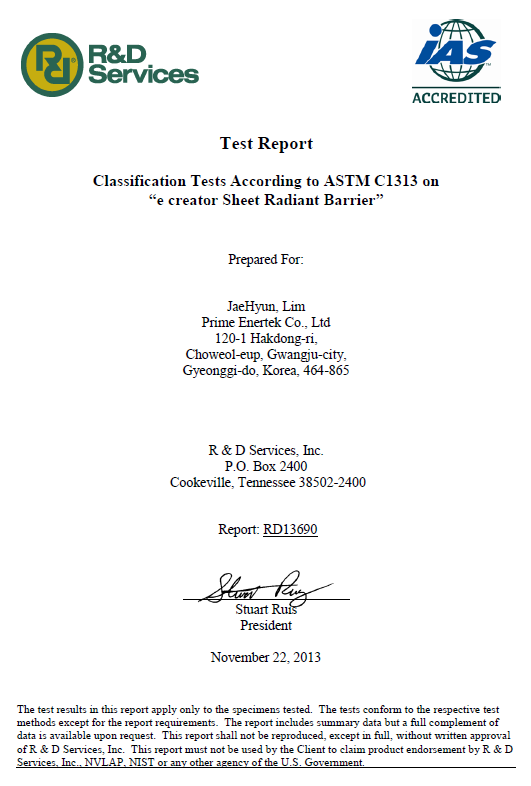 R&D
Services
iAS
ACCREDITED
Test Report
Classification Tests According to ASTM C1313 on
“e creator Sheet Radiant Barrier”
Prepared For:
JaeHyun, Lim
Prime Enertek Co., Ltd
120-1 Hakdong-ri,
Choweol-eup, Gwangju-city,
Gyeonggi-do, Korea, 464-865
R & D Services, Inc.
P.O. Box 2400
Cookeville, Tennessee 38502-2400
Report: RD13690
Stuart Ruis
Stuart Ruis
President
November 22, 2013
The test results in this report apply only to the specimens tested. The tests conform to the respective test
methods except for the report requirements. The report includes summary data but a full complement of
data is available upon request. This report shall not be reproduced, except in full, without written approval
of R & D Services, Inc. This report must not be used by the Client to claim product endorsement by R & D
Services, Inc., NVLAP, NIST or any other agency of the U.S. Government.